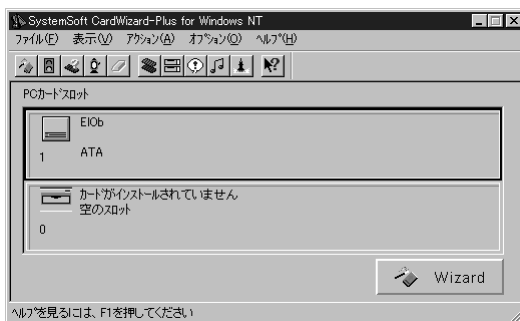 SystemSoft CardWizard-Plus for Windows NT
ﾌｧｲﾙ(F) 表示(V) ｱｸｼｮﾝ(A) ｵﾌﾟｼｮﾝ(O) ﾍﾙﾌﾟ(H)
PCｶｰﾄﾞｽﾛｯﾄ
EIOb
1 ATA
ｶｰﾄﾞがｲﾝｽﾄｰﾙされていません
空のｽﾛｯﾄ
0
Wizard
ﾍﾙﾌﾟを見るには、F1を押してください